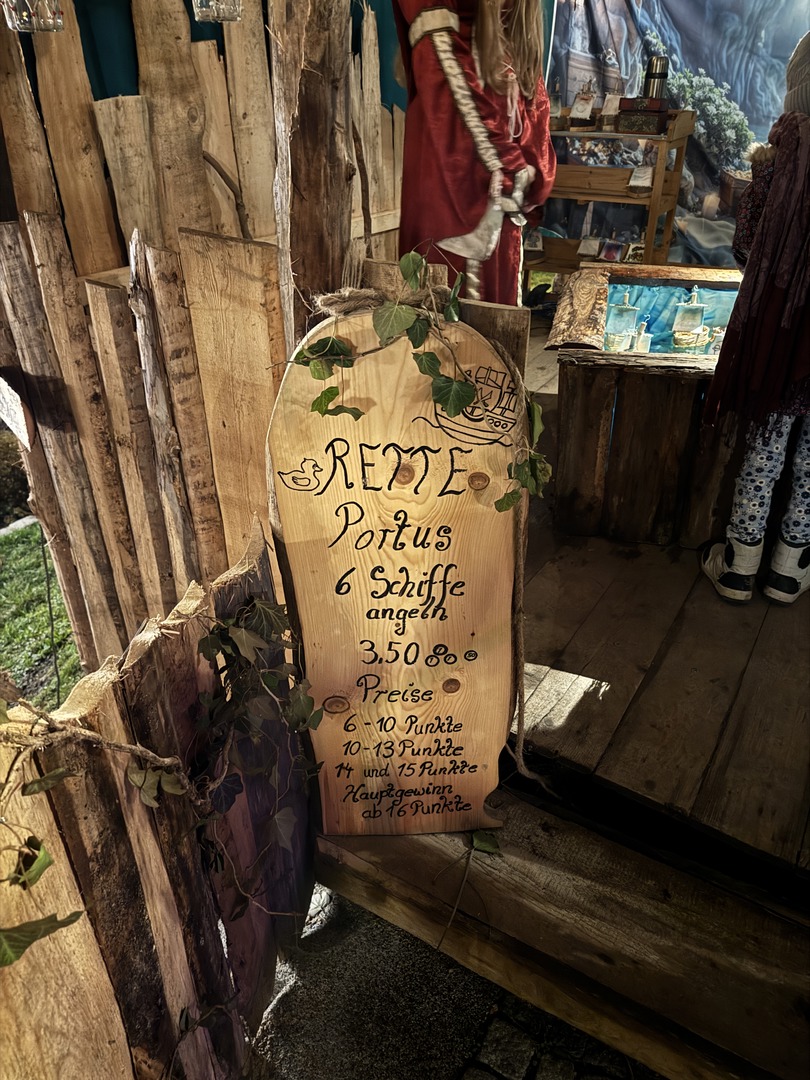 RETTE
Portus
6 Schiffe
angeln
3.50
Preise
6-10 Punkte
10-13 Punkte
14 und 15 Punkte
Hauptgewinn
ab 16 Punkte